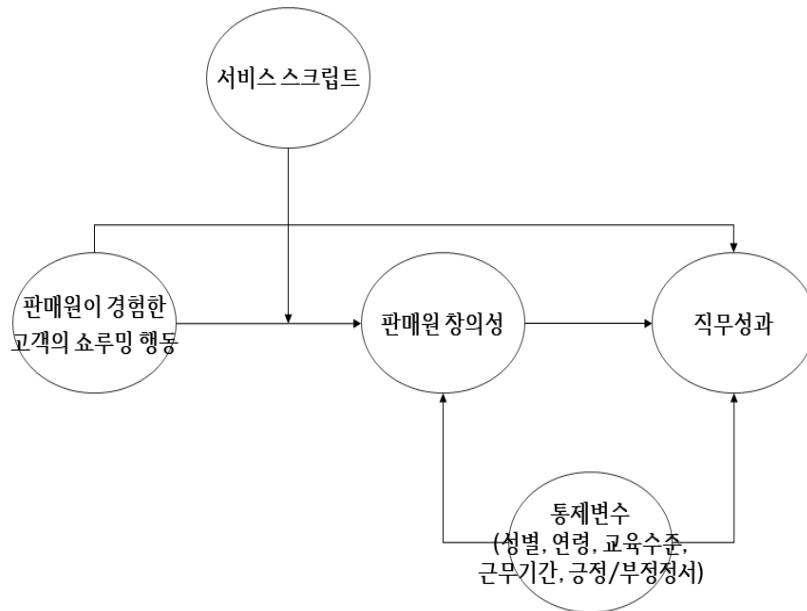 서비스 스크립트
판매원이 경험한
고객의 쇼루밍 행동
판매원 창의성
직무성과
통제변수
(성별, 연령, 교육수준,
근무기간, 긍정/부정정서)